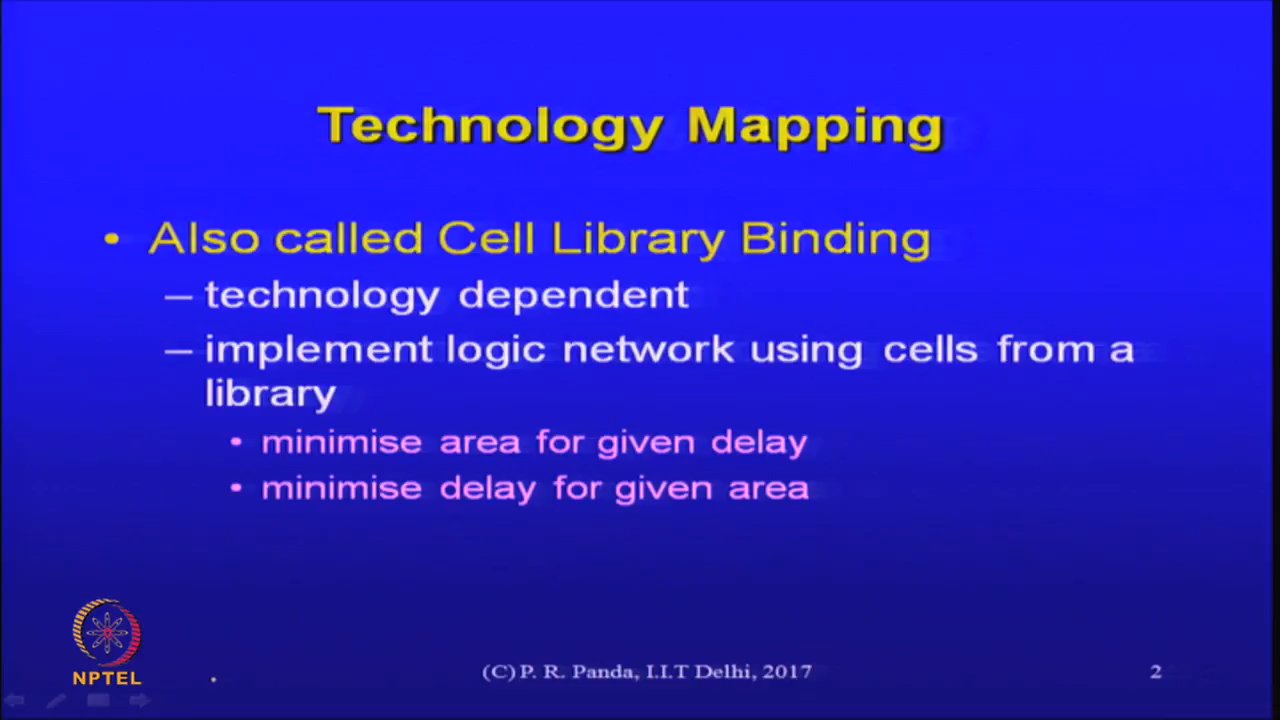 Technology Mapping
• Also called Cell Library Binding
– technology dependent
– implement logic network using cells from a
library
• minimise area for given delay
• minimise delay for given area
NPTEL
(C) P. R. Panda, I.I.T Delhi, 2017
2